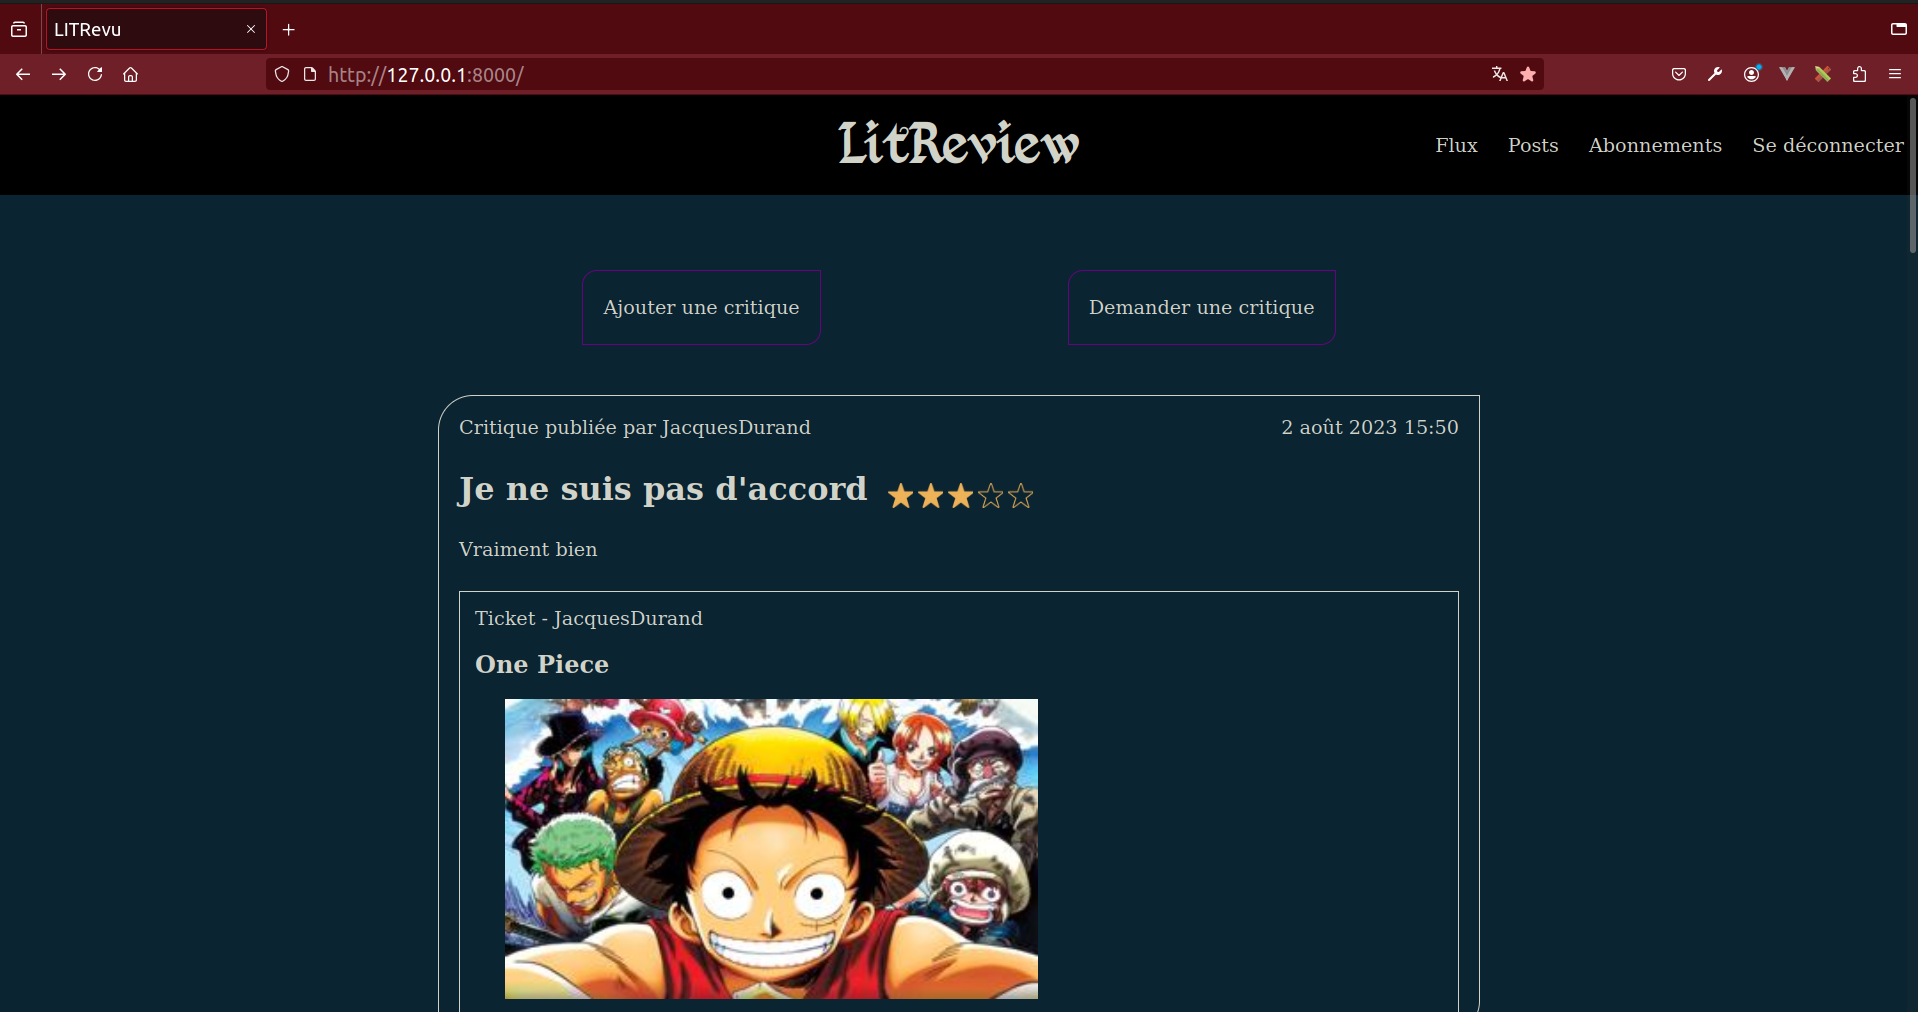 LITRevu
http://127.0.0.1:8000/
LitReview
Flux Posts Abonnements Se déconnecter
Ajouter une critique Demander une critique
Critique publiée par JacquesDurand 2 août 2023 15:50
Je ne suis pas d'accord ★★★☆☆
Vraiment bien
Ticket - JacquesDurand
One Piece